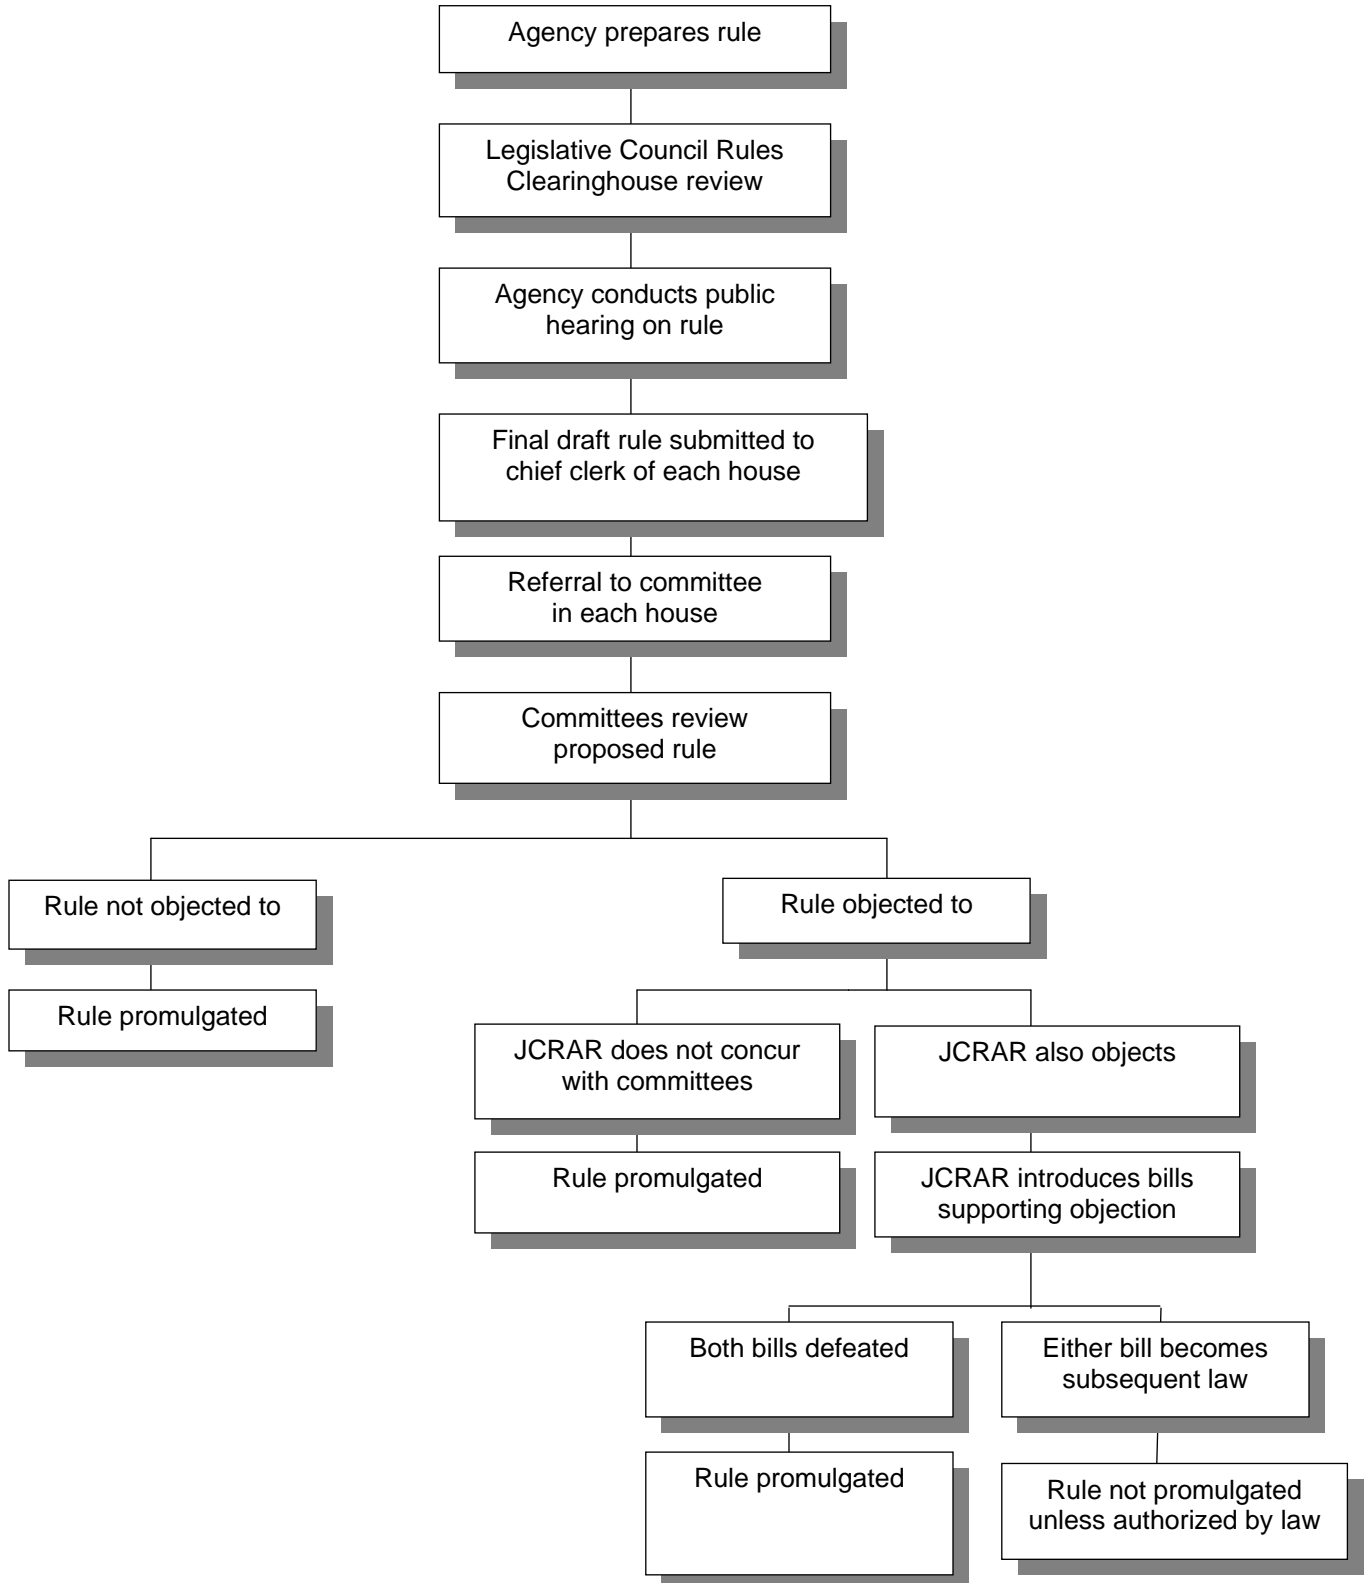 Agency prepares rule
Legislative Council Rules
Clearinghouse review
Agency conducts public
hearing on rule
Final draft rule submitted to
chief clerk of each house
Referral to committee
in each house
Committees review
proposed rule
Rule not objected to
Rule promulgated
Rule objected to
JCRAR does not concur
with committees
Rule promulgated
JCRAR also objects
JCRAR introduces bills
supporting objection
Both bills defeated
Rule promulgated
Either bill becomes
subsequent law
Rule not promulgated
unless authorized by law